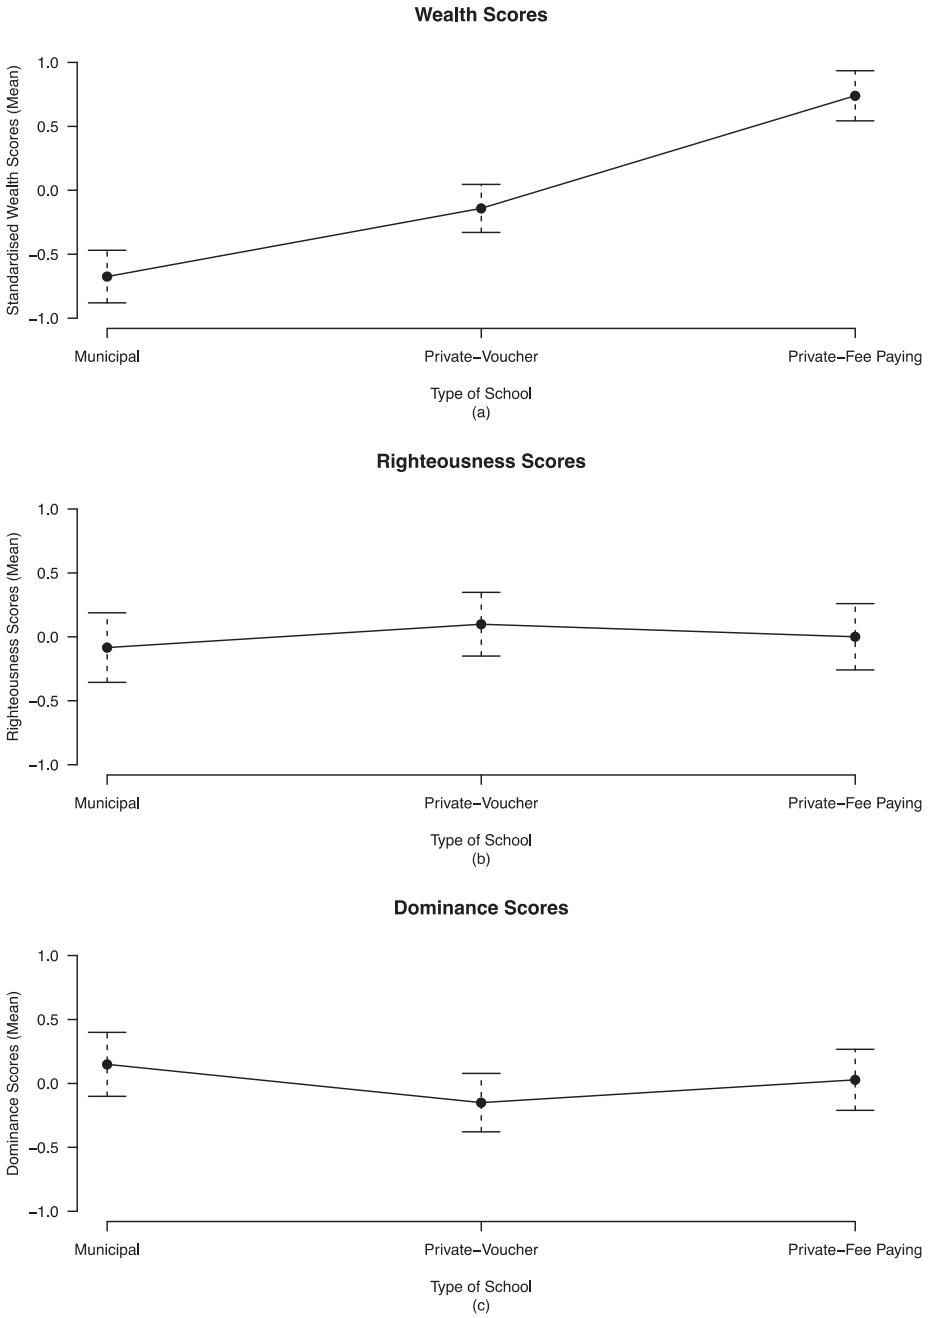 Wealth Scores
Standardised Wealth Scores (Mean)
1.0
0.5
0.0
−0.5
−1.0
Municipal Private−Voucher Private−Fee Paying
Type of School
(a)
Righteousness Scores
Righteousness Scores (Mean)
1.0
0.5
0.0
−0.5
−1.0
Municipal Private−Voucher Private−Fee Paying
Type of School
(b)
Dominance Scores
Dominance Scores (Mean)
1.0
0.5
0.0
−0.5
−1.0
Municipal Private−Voucher Private−Fee Paying
Type of School
(c)